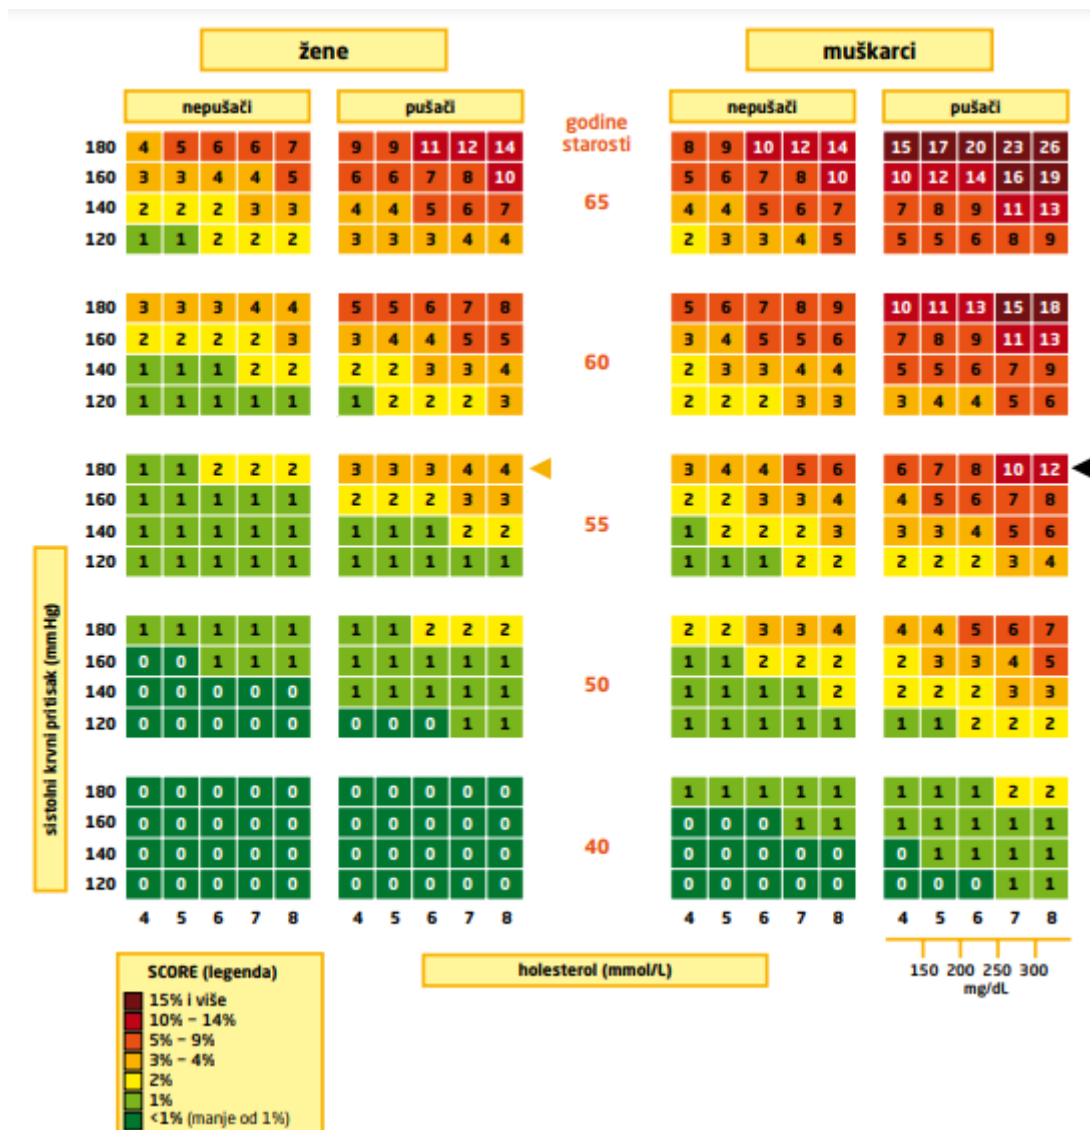 žene muškarci
nepušači pušači nepušači pušači
godine
starosti
180 4 5 6 6 7 9 9 11 12 14 8 9 10 12 14 15 17 20 23 26
160 3 3 4 4 5 6 6 7 8 10 5 6 7 8 10 10 12 14 16 19
65
140 2 2 2 3 3 4 4 5 6 7 4 4 5 6 7 7 8 9 11 13
120 1 1 2 2 2 3 3 3 4 4 2 3 3 4 5 5 5 6 8 9
180 3 3 3 4 4 5 5 6 7 8 5 6 7 8 9 10 11 13 15 18
160 2 2 2 2 3 3 4 4 5 5 3 4 5 5 6 7 8 9 11 13
60
140 1 1 1 2 2 2 2 3 3 4 2 3 3 4 4 5 5 6 7 9
120 1 1 1 1 1 1 2 2 2 3 2 2 2 3 3 3 4 4 5 6
180 1 1 2 2 2 3 3 3 4 4 3 4 4 5 6 6 7 8 10 12
160 1 1 1 1 1 2 2 2 3 3 2 2 3 3 4 4 5 6 7 8
55
140 1 1 1 1 1 1 1 1 2 2 1 2 2 2 3 3 3 4 5 6
120 1 1 1 1 1 1 1 1 1 1 1 1 1 2 2 2 2 2 3 4
180 1 1 1 1 1 1 1 2 2 2 2 2 3 3 4 4 4 5 6 7
160 0 0 1 1 1 1 1 1 1 1 1 1 2 2 2 2 3 3 4 5
50
140 0 0 0 0 0 1 1 1 1 1 1 1 1 1 2 2 2 2 3 3
120 0 0 0 0 0 0 0 0 1 1 1 1 1 1 1 1 1 2 2 2
180 0 0 0 0 0 0 0 0 0 0 1 1 1 1 1 1 1 1 2 2
160 0 0 0 0 0 0 0 0 0 0 0 0 0 1 1 1 1 1 1 1
40
140 0 0 0 0 0 0 0 0 0 0 0 0 0 0 0 0 1 1 1 1
120 0 0 0 0 0 0 0 0 0 0 0 0 0 0 0 0 0 0 1 1
4 5 6 7 8 4 5 6 7 8 4 5 6 7 8 4 5 6 7 8
sistolni krvni pritisak (mmHg)
holesterol (mmol/L)
150 200 250 300
mg/dL
SCORE (legenda)
15% i više
10% – 14%
5% – 9%
3% – 4%
2%
1%
<1% (manje od 1%)